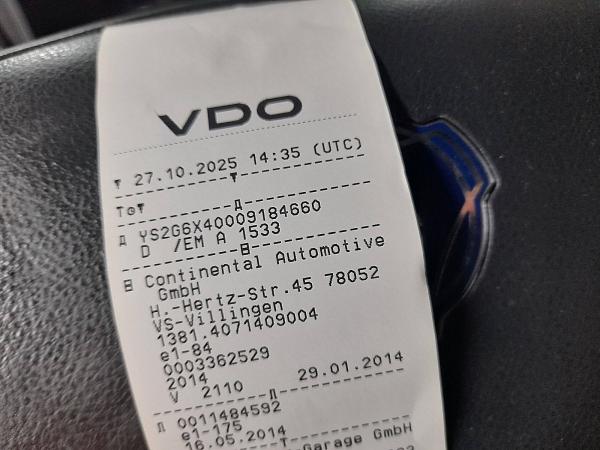 VDO
▼ 27.10.2025 14:35 (UTC)
----------▼----------
T⊙▼
YS2G6X40009184660
D /EM A 1533
Continental Automotive
GmbH
H.-Hertz-Str.45 78052
VS-Villingen
1381.4071409004
e1-84
0003362529
2014
V 2110 29.01.2014
0011484592
e1-175
16.05.2014
-Garage GmbH